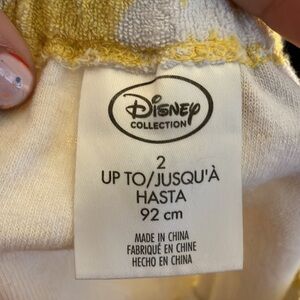 Disney
COLLECTION
2
UP TO/JUSQU'À
HASTA
92 cm
MADE IN CHINA
FABRIQUÉ EN CHINE
HECHO EN CHINA